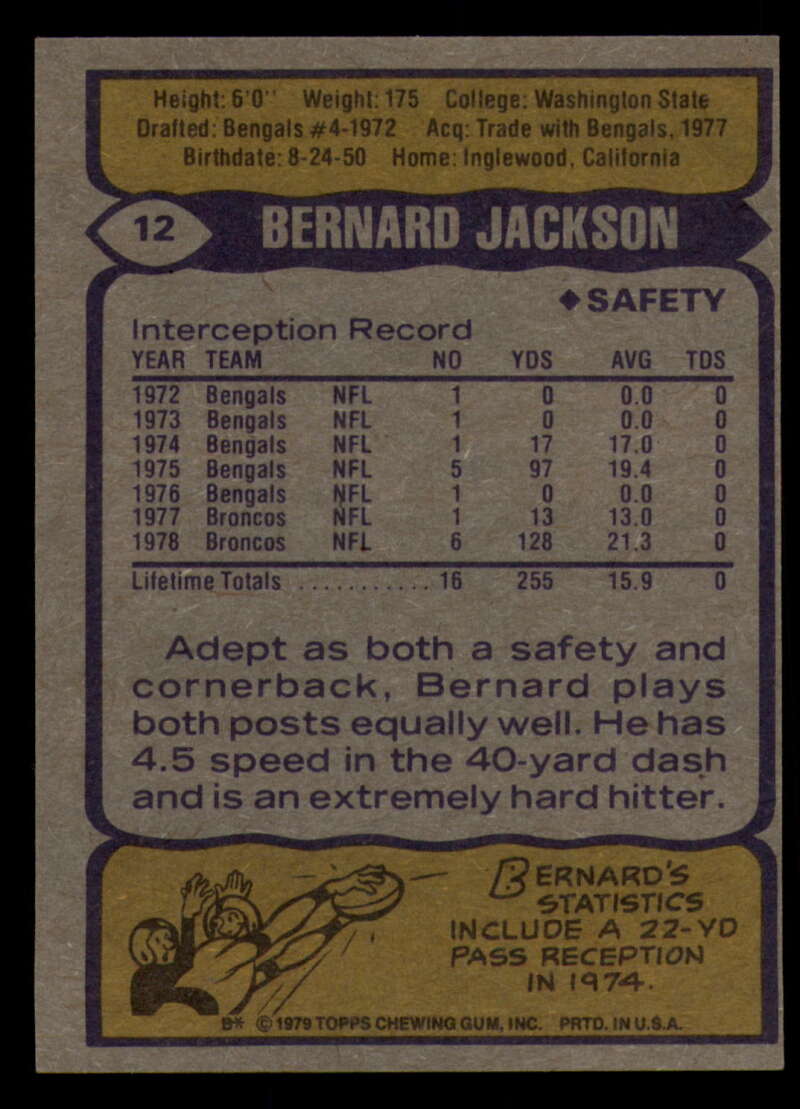 Height: 6'0" Weight: 175 College: Washington State
Drafted: Bengals #4-1972 Acq: Trade with Bengals, 1977
Birthdate: 8-24-50 Home: Inglewood, California
12 BERNARD JACKSON
◆ SAFETY
Interception Record
YEAR TEAM NO YDS AVG TDS
1972 Bengals NFL 1 0 0.0 0
1973 Bengals NFL 1 0 0.0 0
1974 Bengals NFL 1 17 17.0 0
1975 Bengals NFL 5 97 19.4 0
1976 Bengals NFL 1 0 0.0 0
1977 Broncos NFL 1 13 13.0 0
1978 Broncos NFL 6 128 21.3 0
Lifetime Totals ........... 16 255 15.9 0
Adept as both a safety and
cornerback, Bernard plays
both posts equally well. He has
4.5 speed in the 40-yard dash
and is an extremely hard hitter.
BERNARD'S
STATISTICS
INCLUDE A 22-YD
PASS RECEPTION
IN 1974.
B* © 1979 TOPPS CHEWING GUM, INC. PRTD. IN U.S.A.